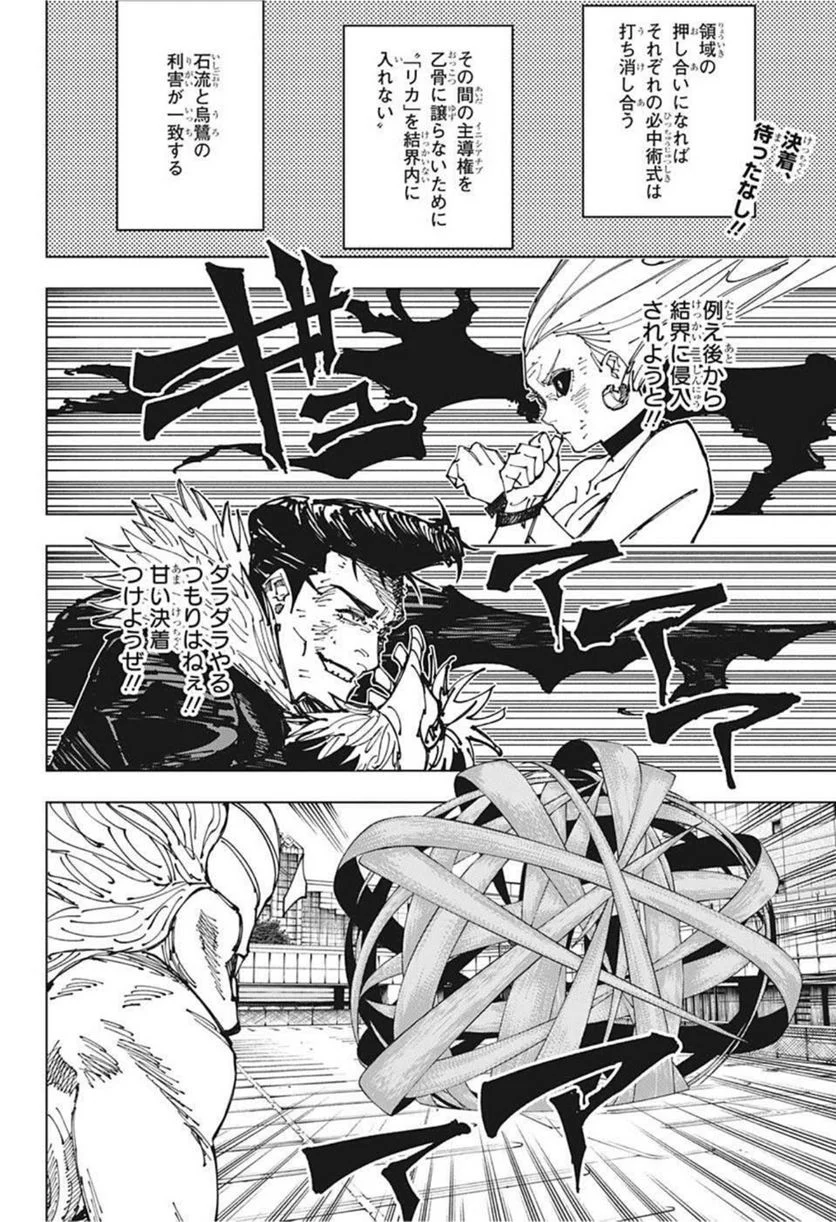 決着、
待ったなし!!
領域の
押し合いになれば
それぞれの必中術式は
打ち消し合う
その間の主導権を
乙骨に譲らないために
“「リカ」を結界内に
入れない”
石流と烏鷺の
利害が一致する
例え後から
結界に侵入
されようと!!
ギュ
ダラダラやる
つもりはねぇ!!
甘い決着
つけようぜ!!
アアア
アア